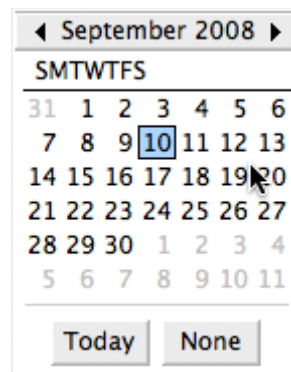 September 2008
SMTWTFS
31 1 2 3 4 5 6
7 8 9 10 11 12 13
14 15 16 17 18 19 20
21 22 23 24 25 26 27
28 29 30 1 2 3 4
5 6 7 8 9 10 11
Today None